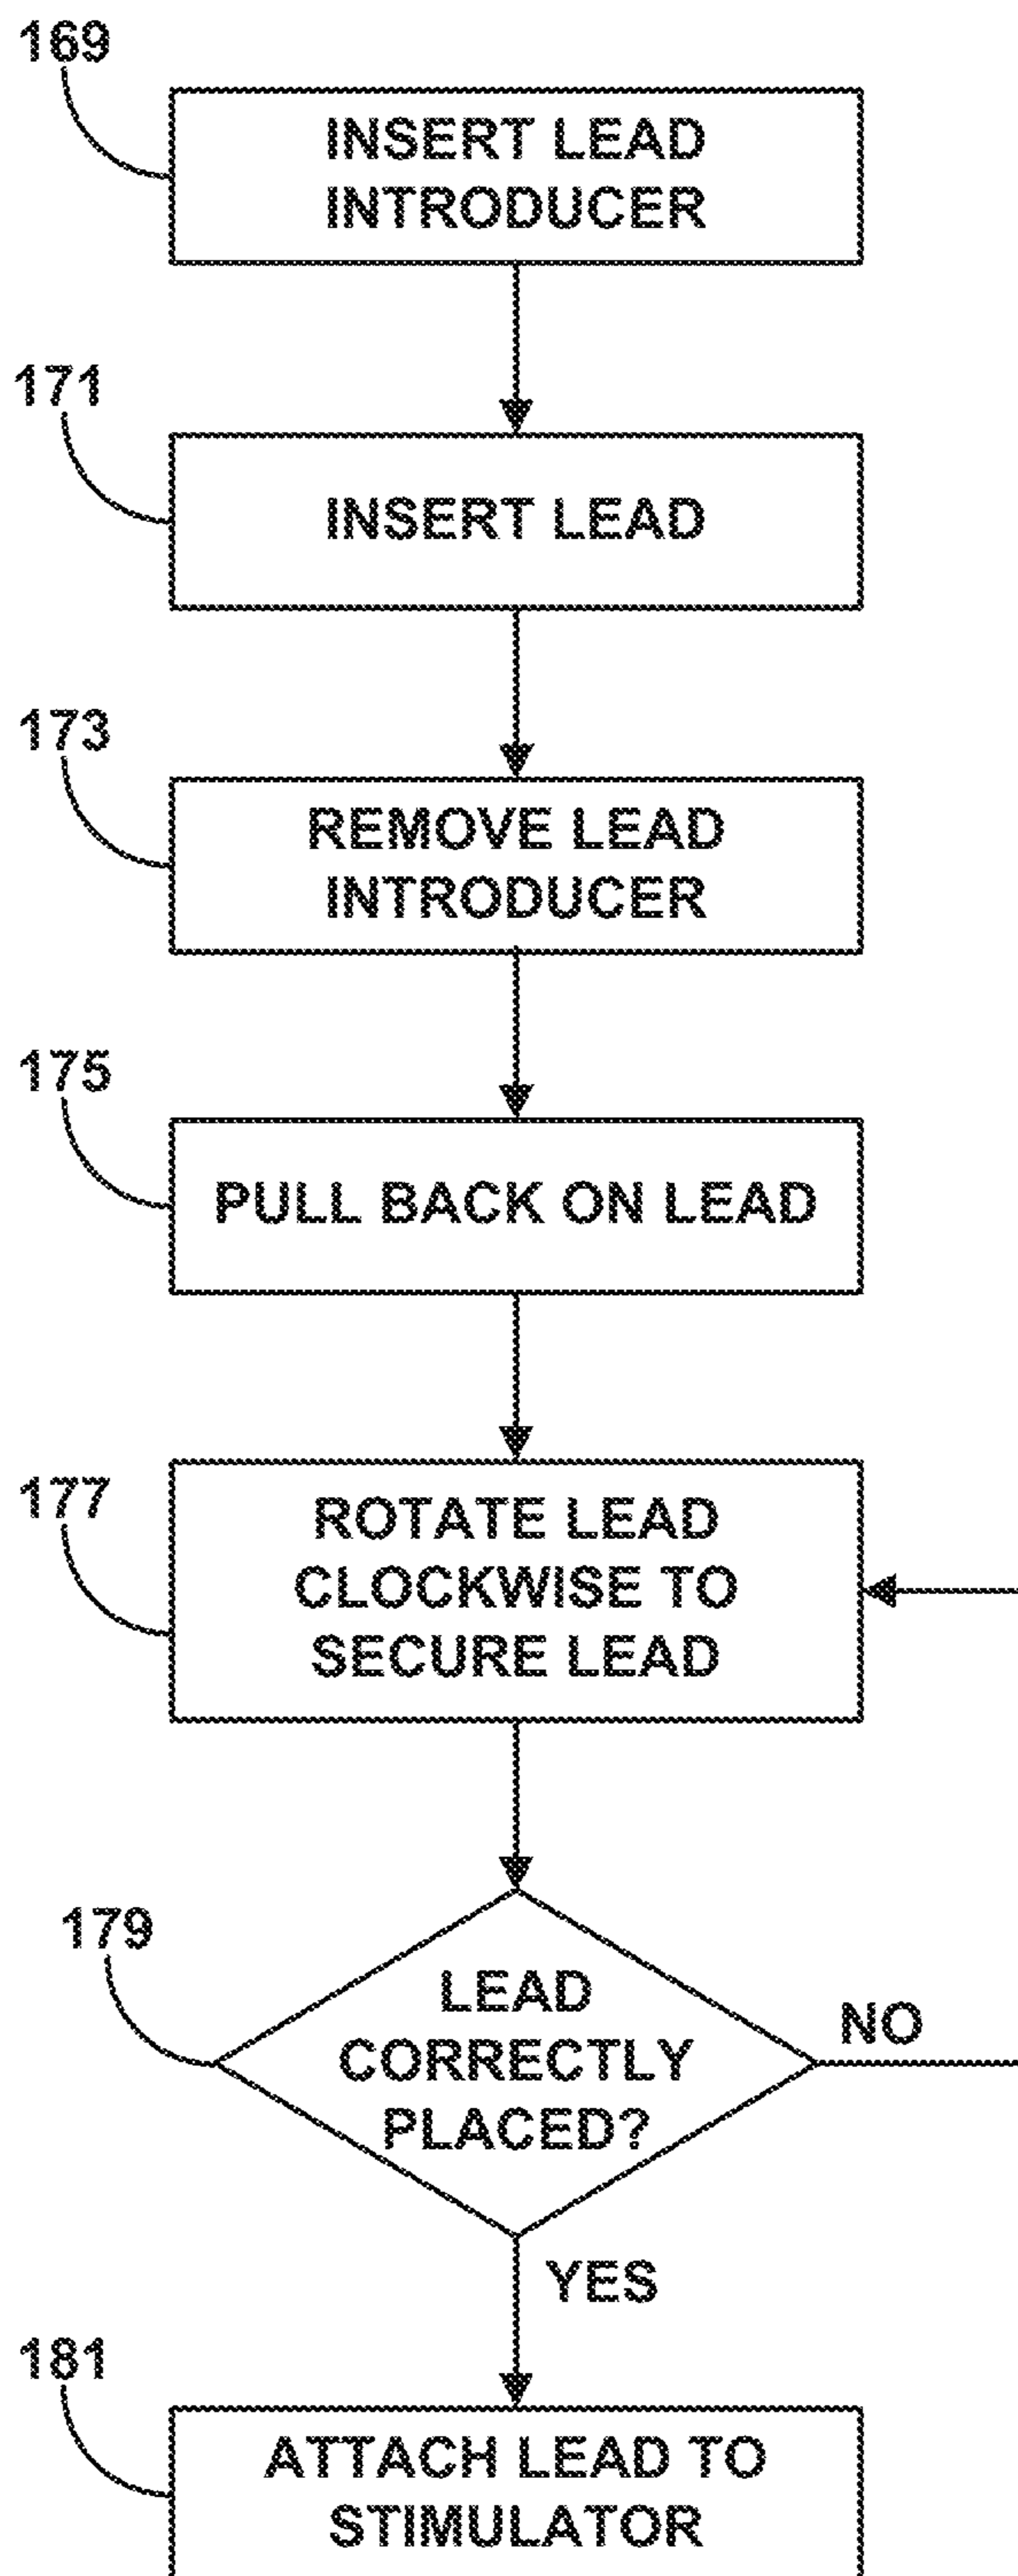 169
INSERT LEAD
INTRODUCER
171
INSERT LEAD
173
REMOVE LEAD
INTRODUCER
175
PULL BACK ON LEAD
177
ROTATE LEAD
CLOCKWISE TO
SECURE LEAD
179
LEAD
CORRECTLY
PLACED?
NO
YES
181
ATTACH LEAD TO
STIMULATOR